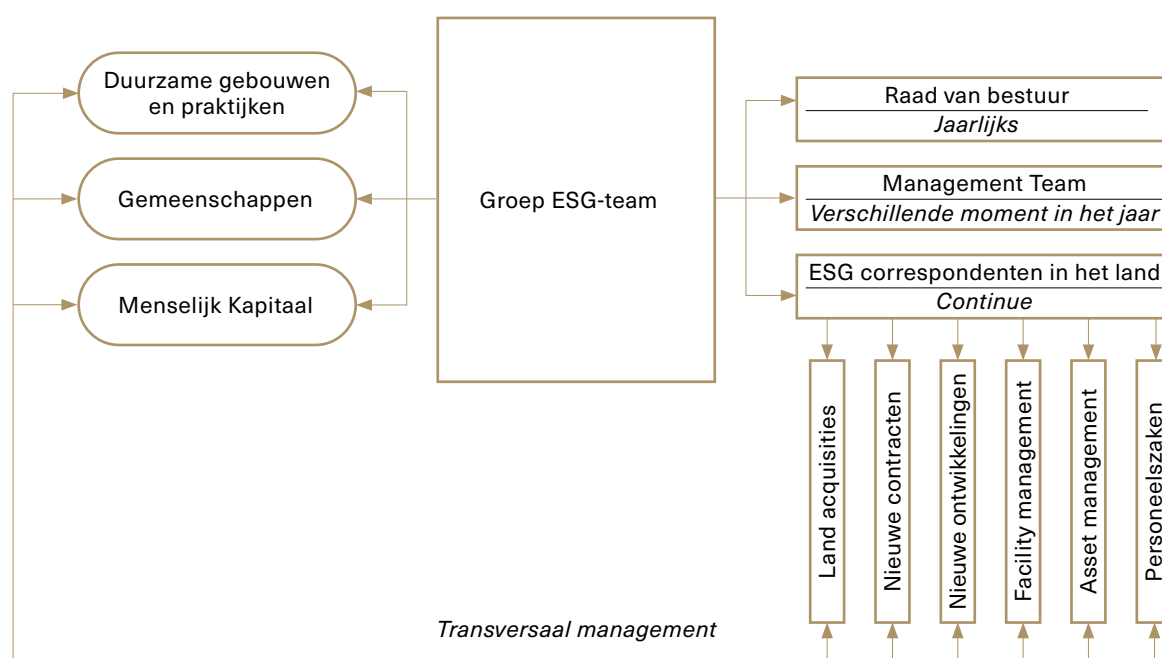 Duurzame gebouwen
en praktijken
Gemeenschappen
Menselijk Kapitaal
Groep ESG-team
Raad van bestuur
Jaarlijks
Management Team
Verschillende moment in het jaar
ESG correspondenten in het land
Continue
Land acquisities
Nieuwe contracten
Nieuwe ontwikkelingen
Facility management
Asset management
Personeelszaken
Transversaal management